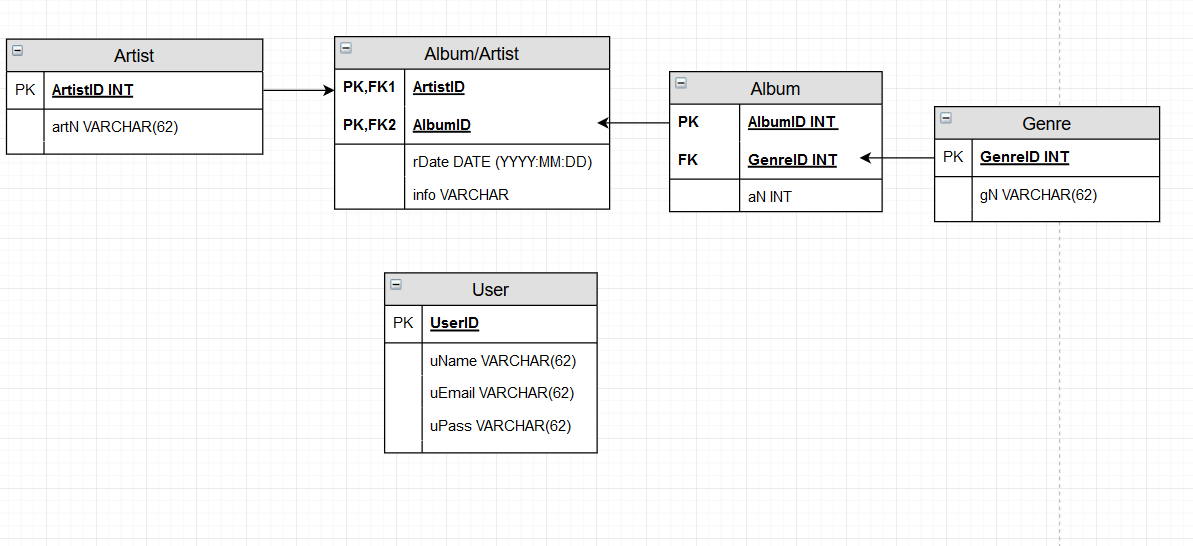 Artist
PK ArtistID INT
artN VARCHAR(62)
Album/Artist
PK,FK1 ArtistID
PK,FK2 AlbumID
rDate DATE (YYYY:MM:DD)
info VARCHAR
Album
PK AlbumID INT
FK GenreID INT
aN INT
Genre
PK GenreID INT
gN VARCHAR(62)
User
PK UserID
uName VARCHAR(62)
uEmail VARCHAR(62)
uPass VARCHAR(62)